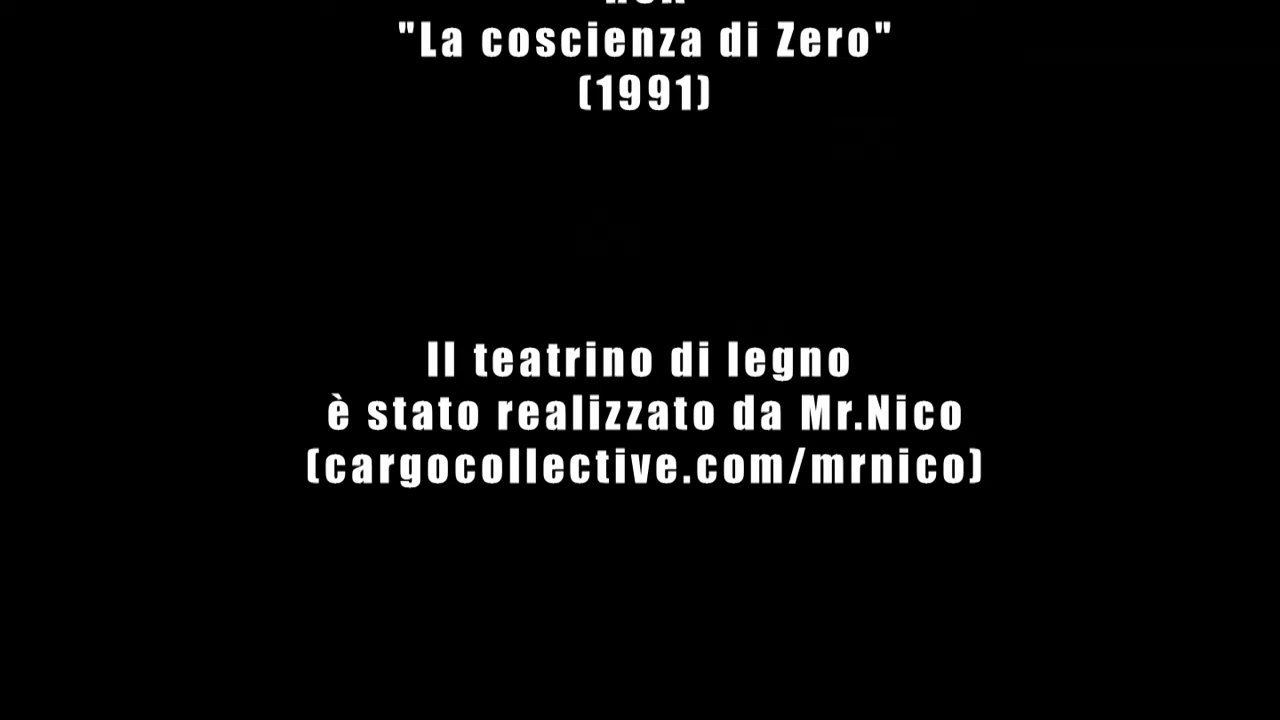 "La coscienza di Zero"
(1991)
Il teatrino di legno
è stato realizzato da Mr.Nico
(cargocollective.com/mrnico)